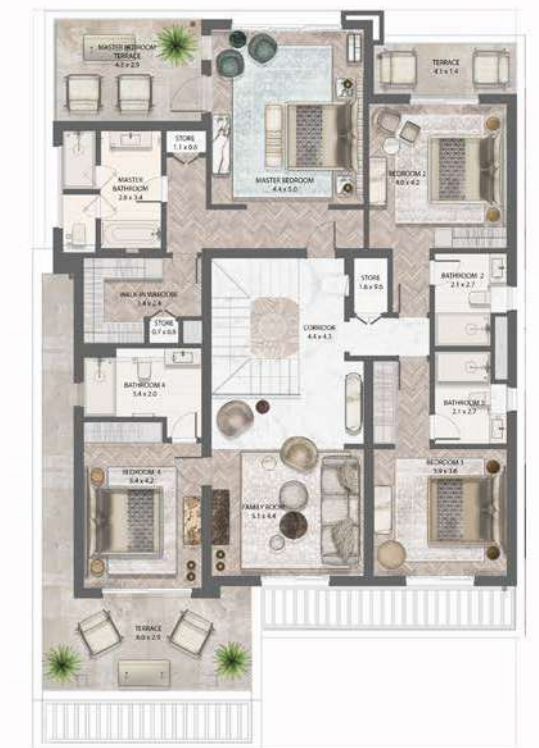 MASTER BEDROOM
TERRACE
4.2 x 2.9
TERRACE
4.1 x 1.4
STORE
1.1 x 0.6
MASTER
BATHROOM
2.8 x 3.4
MASTER BEDROOM
4.4 x 5.0
BEDROOM 2
4.0 x 4.2
WALK-IN WARDROBE
2.4
STORE
0.7 x 0.8
STORE
1.6 x 0.6
BATHROOM 2
2.1 x 2.7
CORRIDOR
4.4 x 4.3
BATHROOM 4
3.4 x 2.0
BATHROOM 3
2.1 x 2.7
BEDROOM 4
3.4 x 4.2
FAMILY ROOM
5.1 x 4.4
BEDROOM 3
3.9 x 3.8
TERRACE
6.0 x 2.9